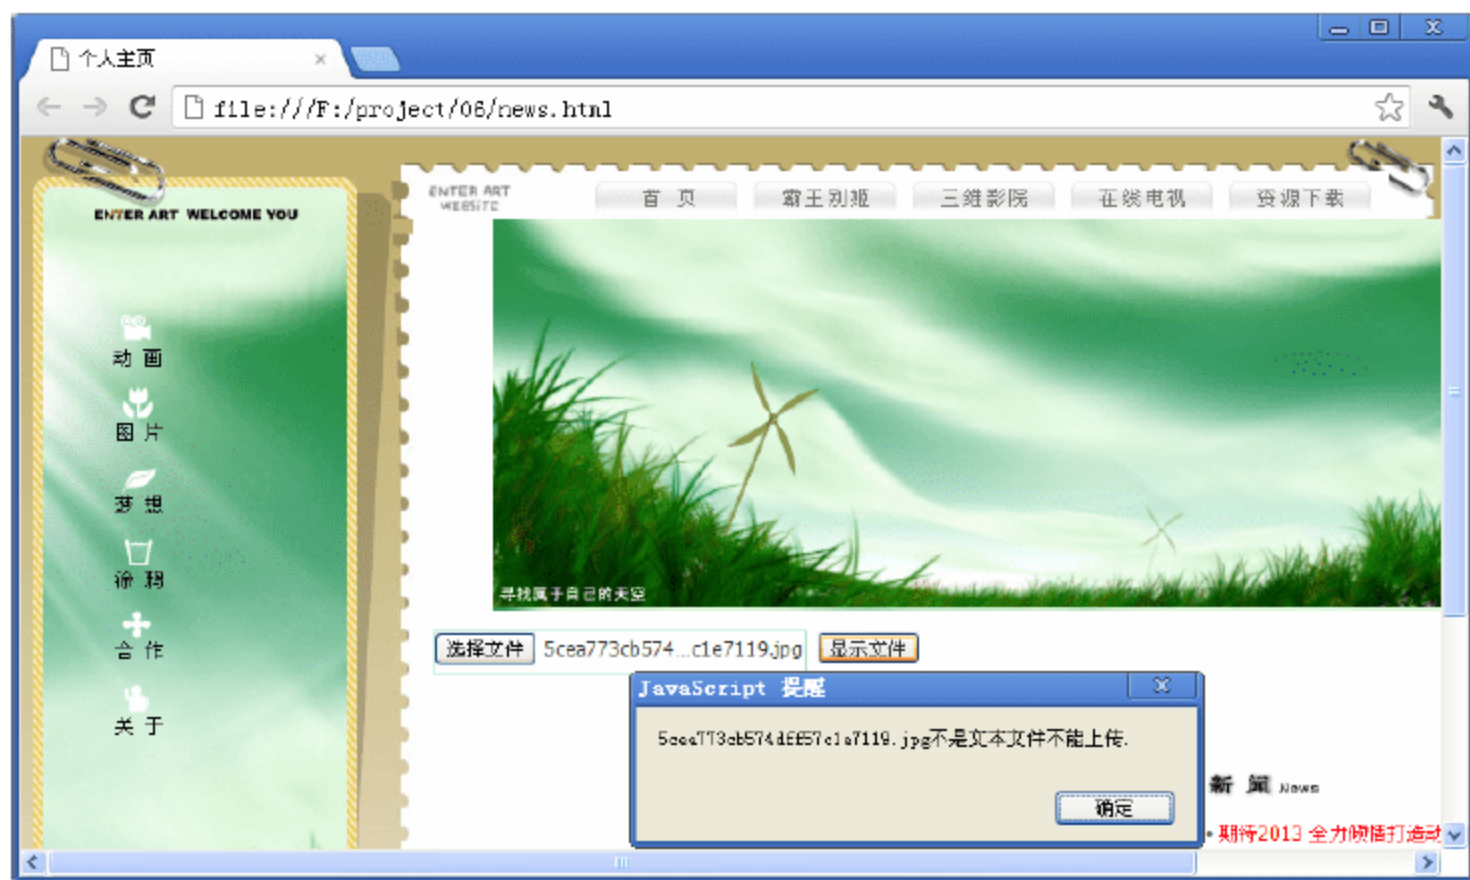 个人主页
file:///F:/project/06/news.html
ENTER ART WELCOME YOU
ENTER ART
WEBSITE
首 页
霸王别姬
三维影院
在线电视
资源下载
动 画
图 片
梦 想
涂 鸦
合 作
关 于
寻找属于自己的天空
选择文件 5cea773cb574...c1e7119.jpg 显示文件
JavaScript 提醒
5cea773cb574dff57c1e7119.jpg不是文本文件不能上传.
确定
新 闻 News
• 期待2013 全力倾情打造动